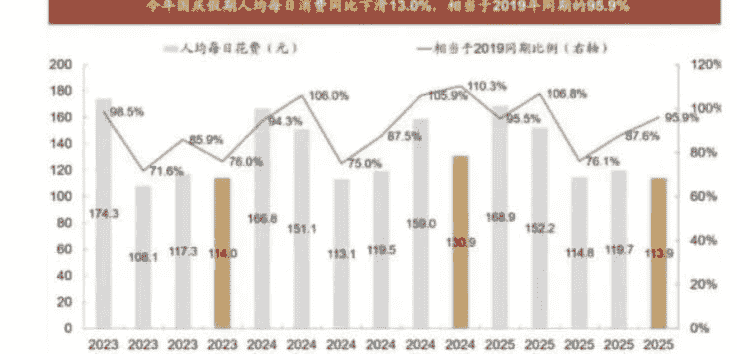 今年国庆假期人均每日消费同比下滑13.0%，相当于2019年同期的95.9%
人均每日花费（元） 相当于2019同期比例（右轴）
200 120%
180
160 100%
140
120 80%
100
80 60%
60 40%
40
20 20%
0 0%
98.5% 71.6% 85.9% 76.0% 94.3% 106.0% 75.0% 87.5% 105.9% 110.3% 95.5% 106.8% 76.1% 87.6% 95.9%
174.3 108.1 117.3 114.0 166.8 151.1 113.1 119.5 159.0 130.9 168.9 152.2 114.8 119.7 113.9
2023 2023 2023 2023 2024 2024 2024 2024 2024 2024 2025 2025 2025 2025 2025